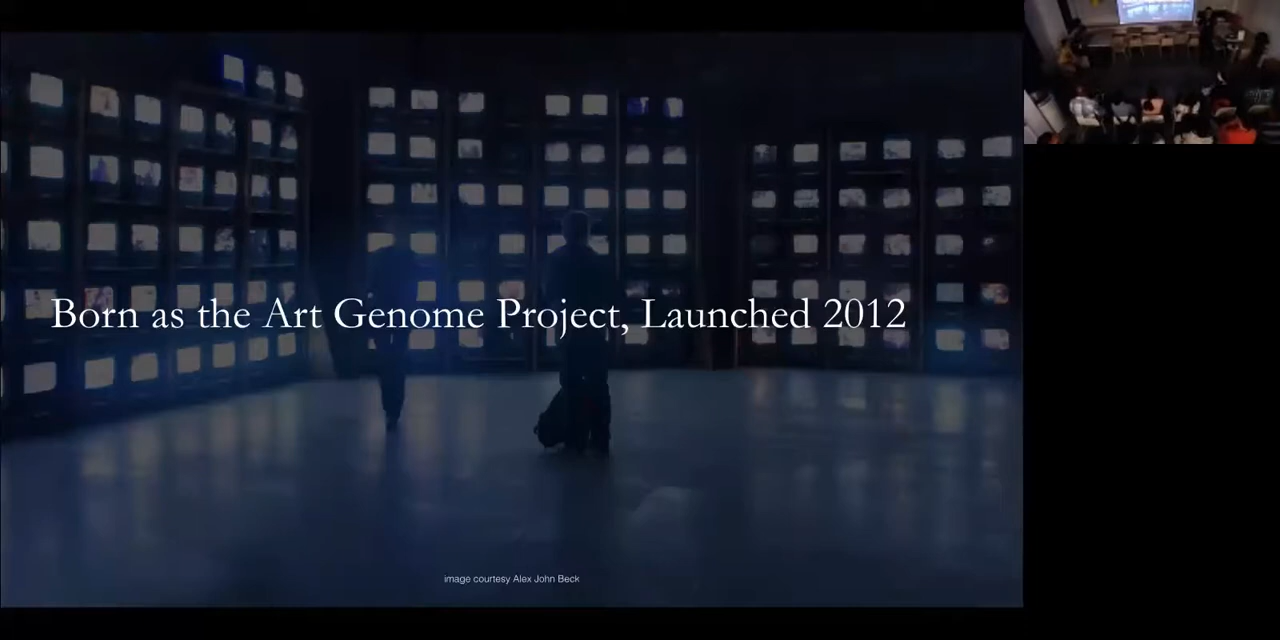 Born as the Art Genome Project, Launched 2012
image courtesy Alex John Beck